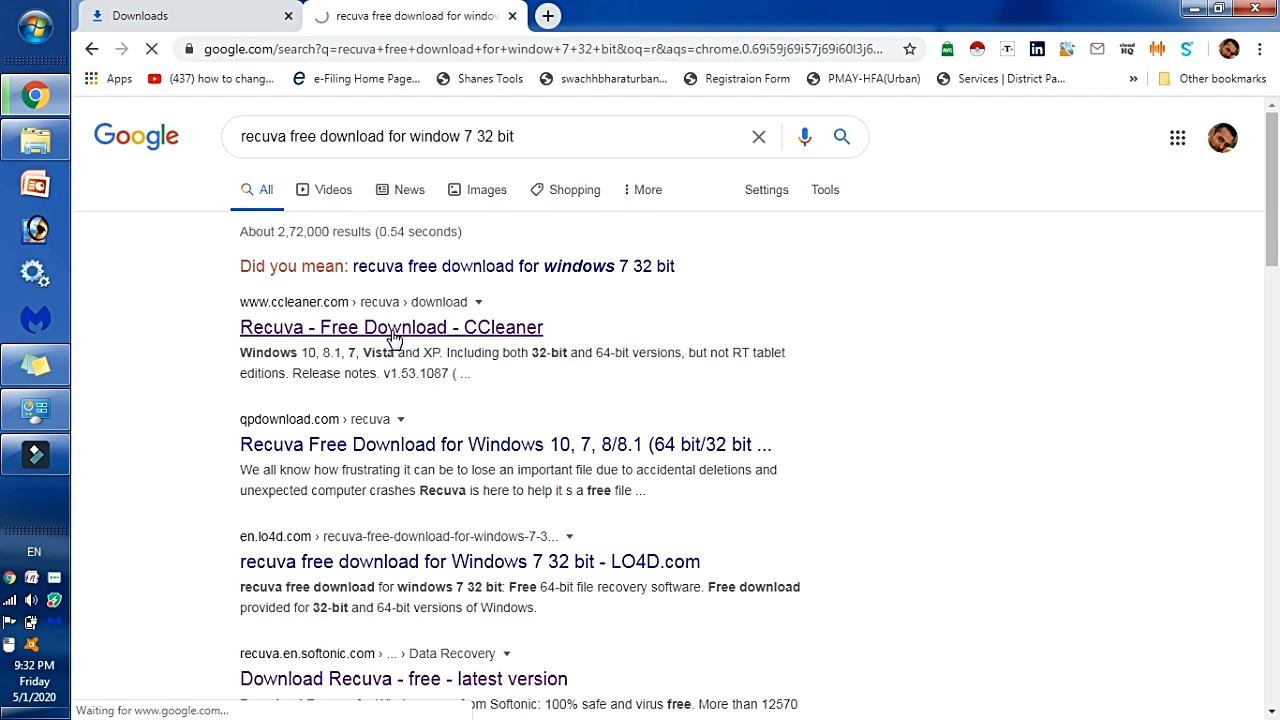 Downloads
recuva free download for windo
google.com/search?q=recuva+free+download+for+window+7+32+bit&oq=r&aqs=chrome.0.69i59j69i57j69i60l3j6...
Apps
(437) how to chang...
e-Filing Home Page...
Shanes Tools
swachhbharaturban...
Registraion Form
PMAY-HFA(Urban)
Services | District Pa...
»
Other bookmarks
Google
recuva free download for window 7 32 bit
All
Videos
News
Images
Shopping
More
Settings
Tools
About 2,72,000 results (0.54 seconds)
Did you mean: recuva free download for windows 7 32 bit
www.ccleaner.com › recuva › download
Recuva - Free Download - CCleaner
Windows 10, 8.1, 7, Vista and XP. Including both 32-bit and 64-bit versions, but not RT tablet
editions. Release notes. v1.53.1087 ( ...
qpdownload.com › recuva
Recuva Free Download for Windows 10, 7, 8/8.1 (64 bit/32 bit ...
We all know how frustrating it can be to lose an important file due to accidental deletions and
unexpected computer crashes Recuva is here to help it s a free file ...
en.lo4d.com › recuva-free-download-for-windows-7-3...
recuva free download for Windows 7 32 bit - LO4D.com
recuva free download for windows 7 32 bit: Free 64-bit file recovery software. Free download
provided for 32-bit and 64-bit versions of Windows.
recuva.en.softonic.com › ... › Data Recovery
Download Recuva - free - latest version
om Softonic: 100% safe and virus free. More than 12570
Waiting for www.google.com...
EN
9:32 PM
Friday
5/1/2020